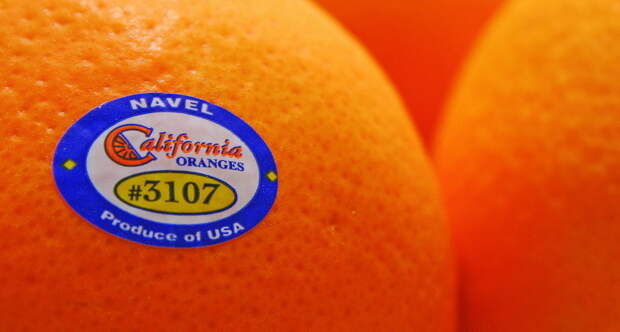 NAVEL
California
ORANGES
#3107
Produce of USA